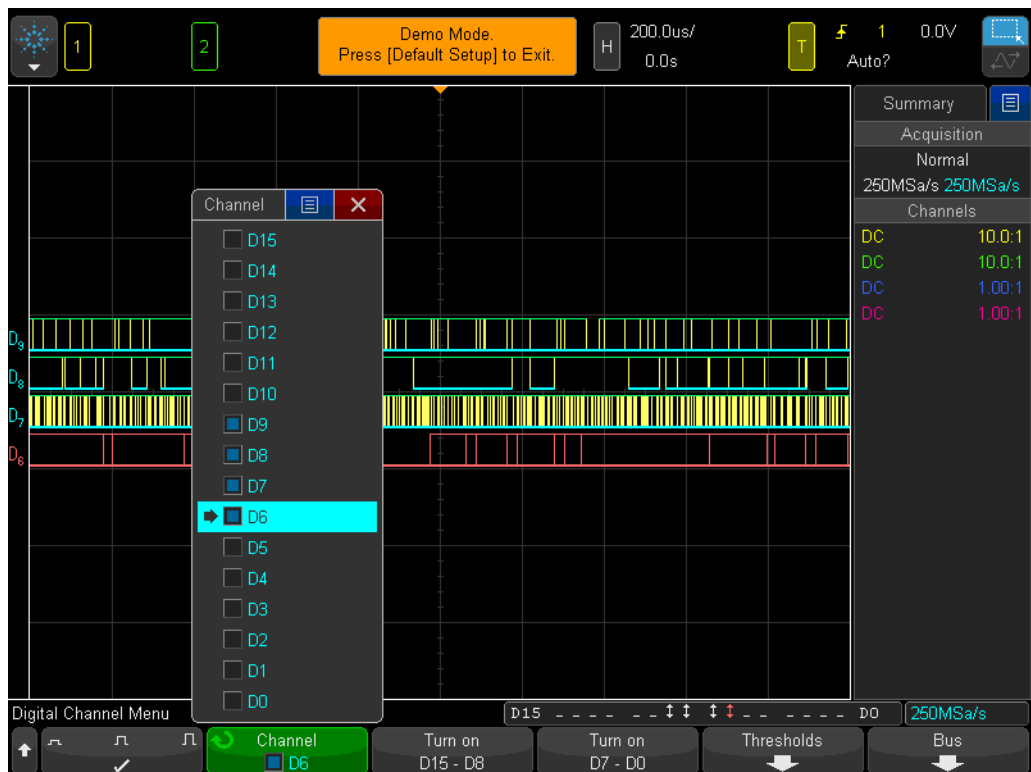 1
2
Demo Mode.
Press [Default Setup] to Exit.
H
200.0us/
0.0s
T
1
0.0V
Auto?
Summary
Acquisition
Normal
250MSa/s 250MSa/s
Channels
DC 10.0:1
DC 10.0:1
DC 1.00:1
DC 1.00:1
Channel
D15
D14
D13
D12
D11
D10
D9
D8
D7
D6
D5
D4
D3
D2
D1
D0
D9
D8
D7
D6
Digital Channel Menu
D15 _ _ _ _ _ _ ↕ ↕ ↕ ↕ _ _ _ _ _ _ D0
250MSa/s
Channel
D6
Turn on
D15 - D8
Turn on
D7 - D0
Thresholds
Bus